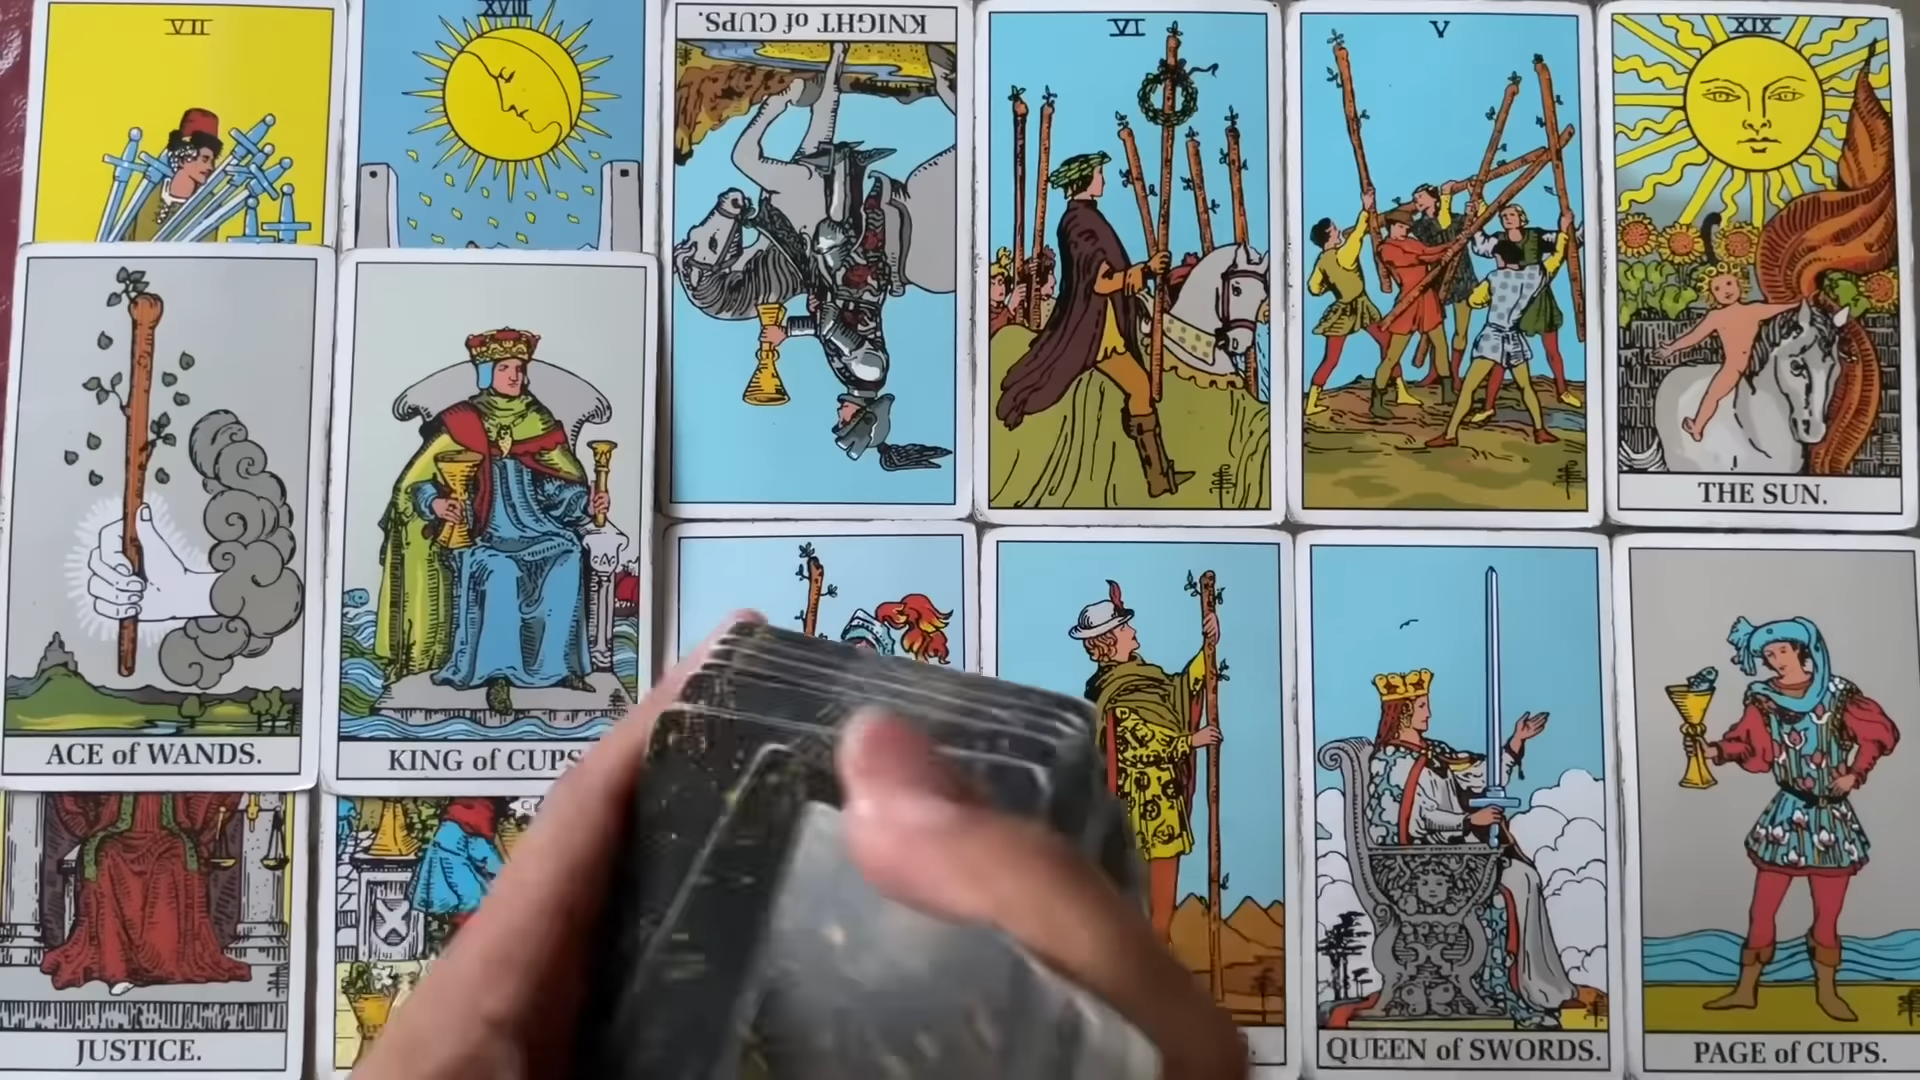 VII
XVIII
KNIGHT of CUPS.
VI
V
XIX
THE SUN.
ACE of WANDS.
KING of CUPS
JUSTICE.
QUEEN of SWORDS.
PAGE of CUPS.